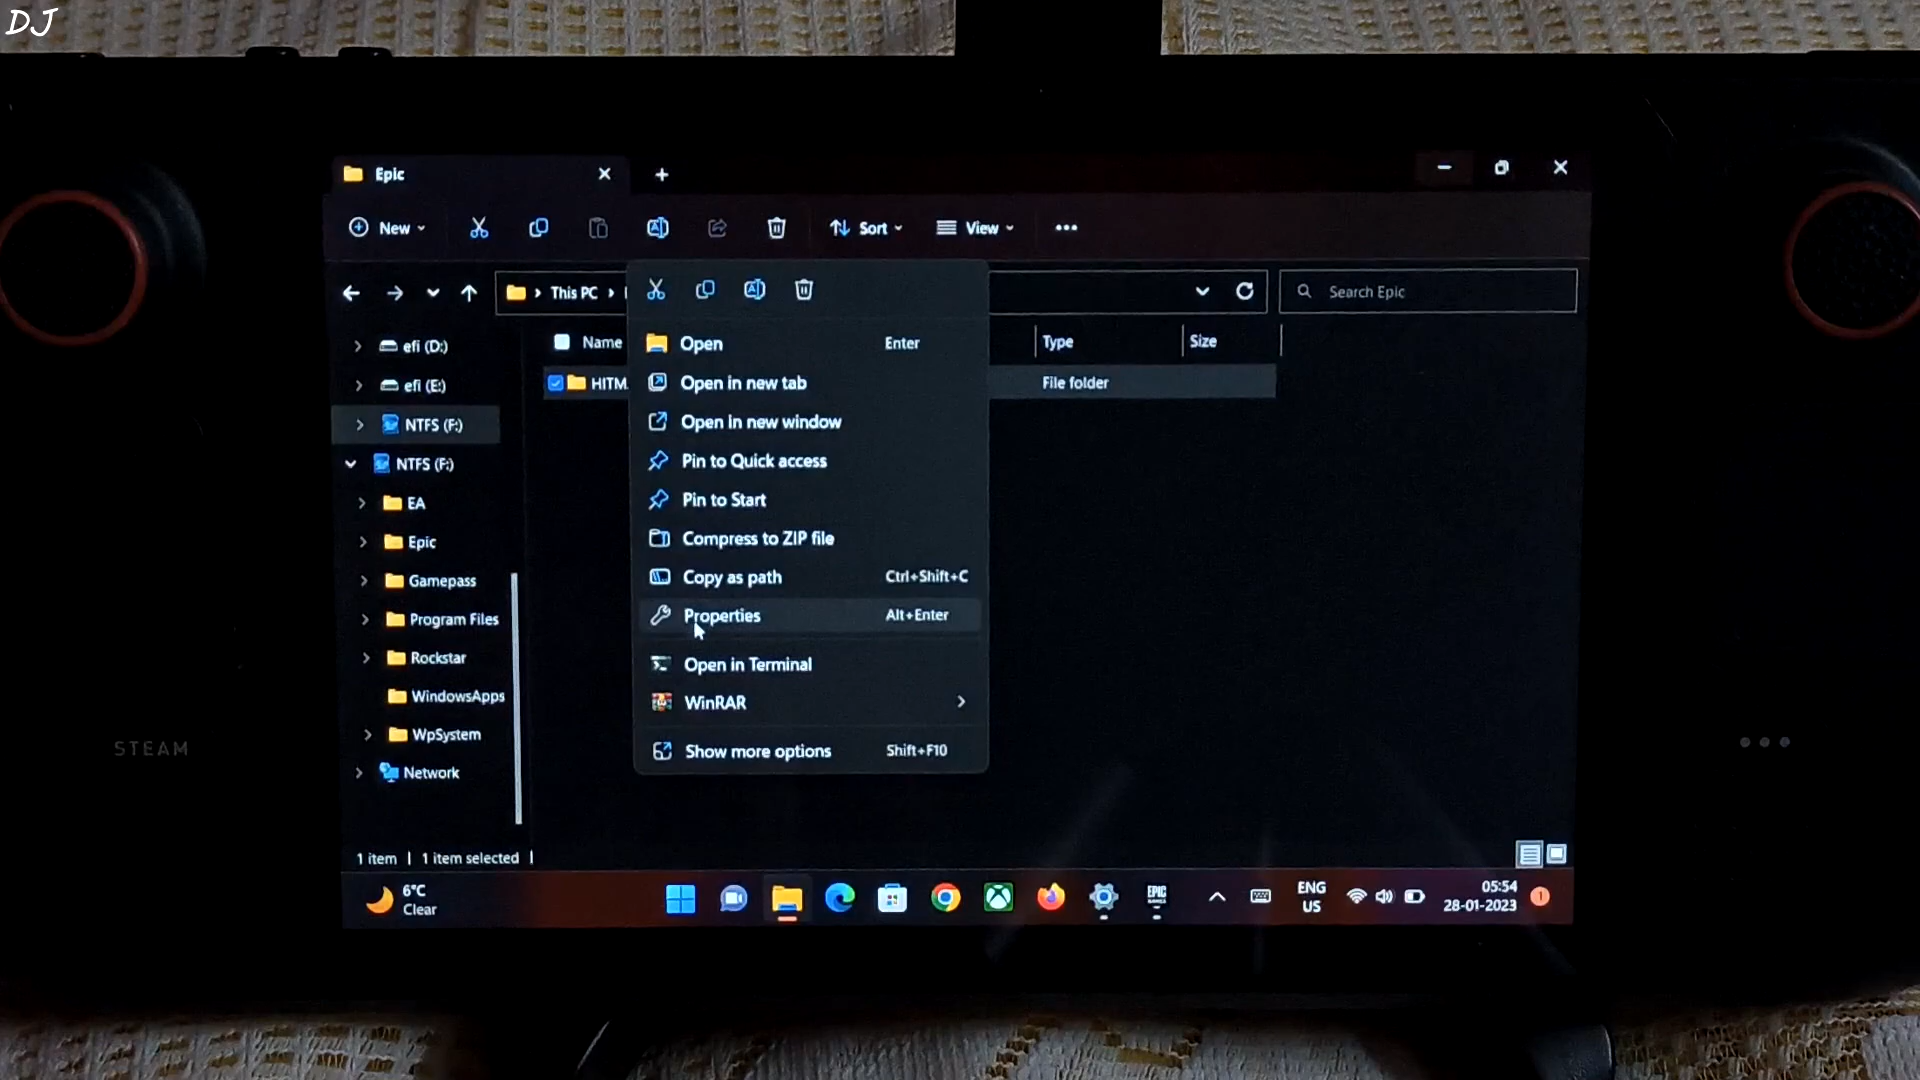 DJ
Epic
New
Sort
View
This PC
Search Epic
efi (D:)
efi (E:)
NTFS (F:)
NTFS (F:)
EA
Epic
Gamepass
Program Files
Rockstar
WindowsApps
WpSystem
Network
Name
Type
Size
HITM
File folder
Open Enter
Open in new tab
Open in new window
Pin to Quick access
Pin to Start
Compress to ZIP file
Copy as path Ctrl+Shift+C
Properties Alt+Enter
Open in Terminal
WinRAR
Show more options Shift+F10
STEAM
1 item
1 item selected
6°C
Clear
EPIC
GAMES
ENG
US
05:54
28-01-2023
1